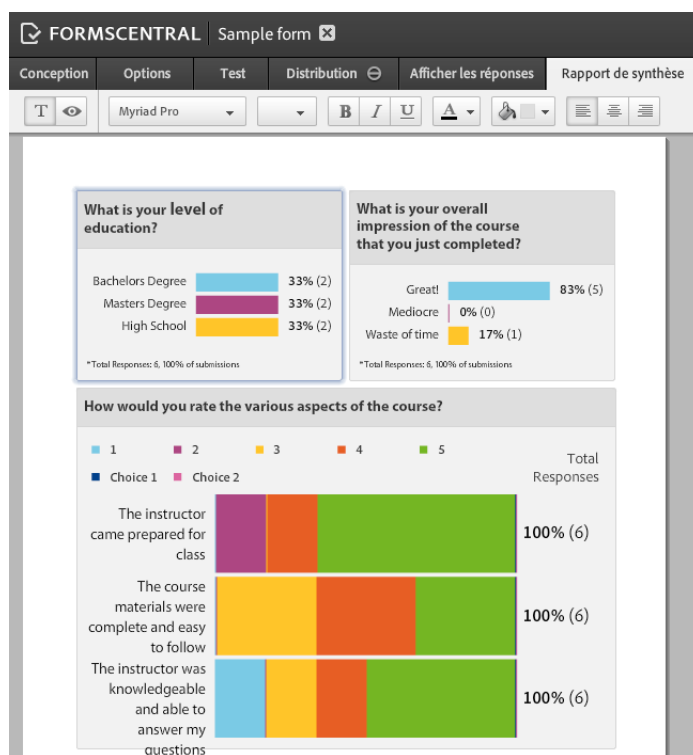 FORMSCENTRAL Sample form
Conception Options Test Distribution Afficher les réponses Rapport de synthèse
T Myriad Pro B I U A
What is your level of
education?
Bachelors Degree 33% (2)
Masters Degree 33% (2)
High School 33% (2)
*Total Responses: 6, 100% of submissions
What is your overall
impression of the course
that you just completed?
Great! 83% (5)
Mediocre 0% (0)
Waste of time 17% (1)
*Total Responses: 6, 100% of submissions
How would you rate the various aspects of the course?
1 2 3 4 5
Choice 1 Choice 2
Total
Responses
The instructor
came prepared for
class
100% (6)
The course
materials were
complete and easy
to follow
100% (6)
The instructor was
knowledgeable
and able to
answer my
questions
100% (6)